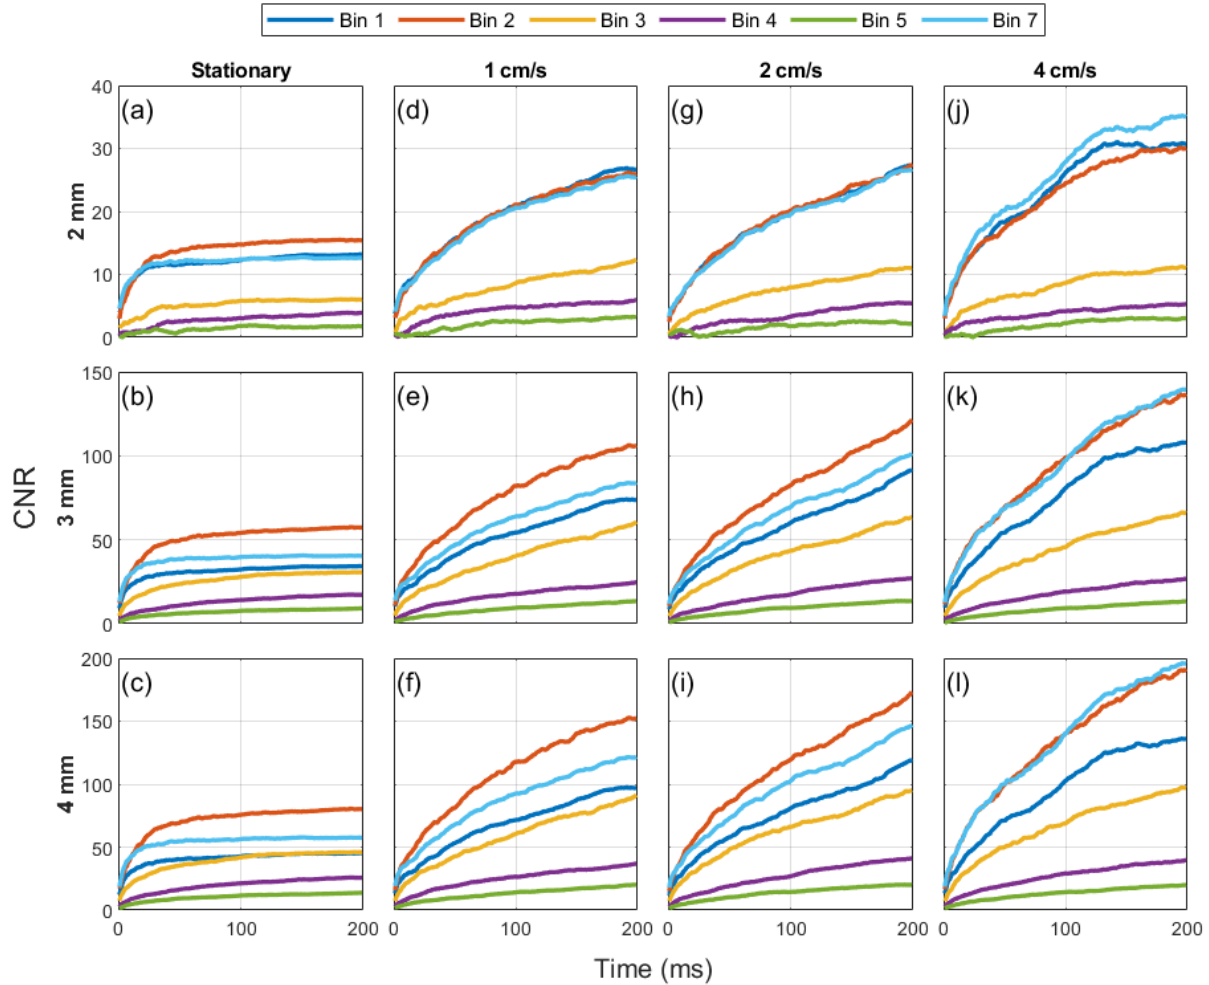 Bin 1 Bin 2 Bin 3 Bin 4 Bin 5 Bin 7
Stationary 1 cm/s 2 cm/s 4 cm/s
CNR
2 mm
40
30
20
10
0
(a) (d) (g) (j)
3 mm
150
100
50
0
(b) (e) (h) (k)
4 mm
200
150
100
50
0
(c) (f) (i) (l)
0 100 200 0 100 200 0 100 200 0 100 200
Time (ms)